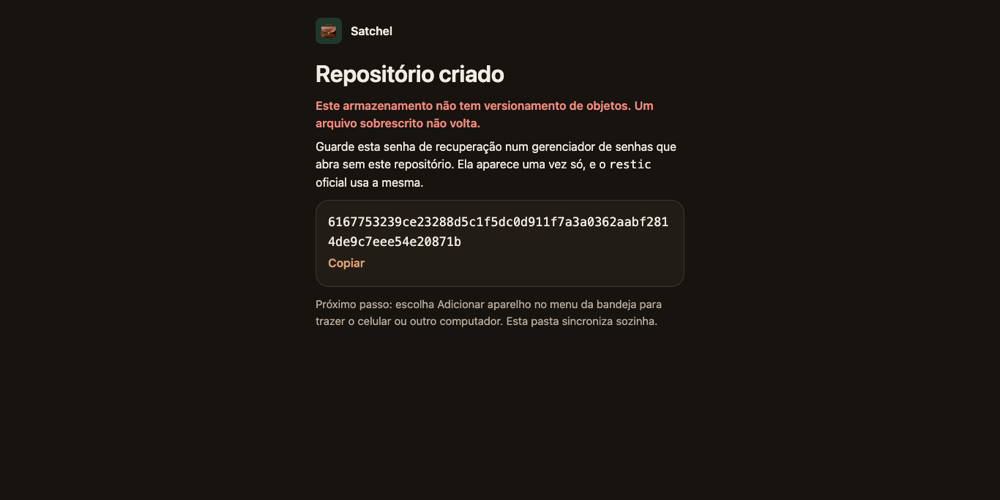 Satchel
Repositório criado
Este armazenamento não tem versionamento de objetos. Um
arquivo sobrescrito não volta.
Guarde esta senha de recuperação num gerenciador de senhas que
abra sem este repositório. Ela aparece uma vez só, e o restic
oficial usa a mesma.
6167753239ce23288d5c1f5dc0d911f7a3a0362aabf281
4de9c7eee54e20871b
Copiar
Próximo passo: escolha Adicionar aparelho no menu da bandeja para
trazer o celular ou outro computador. Esta pasta sincroniza sozinha.